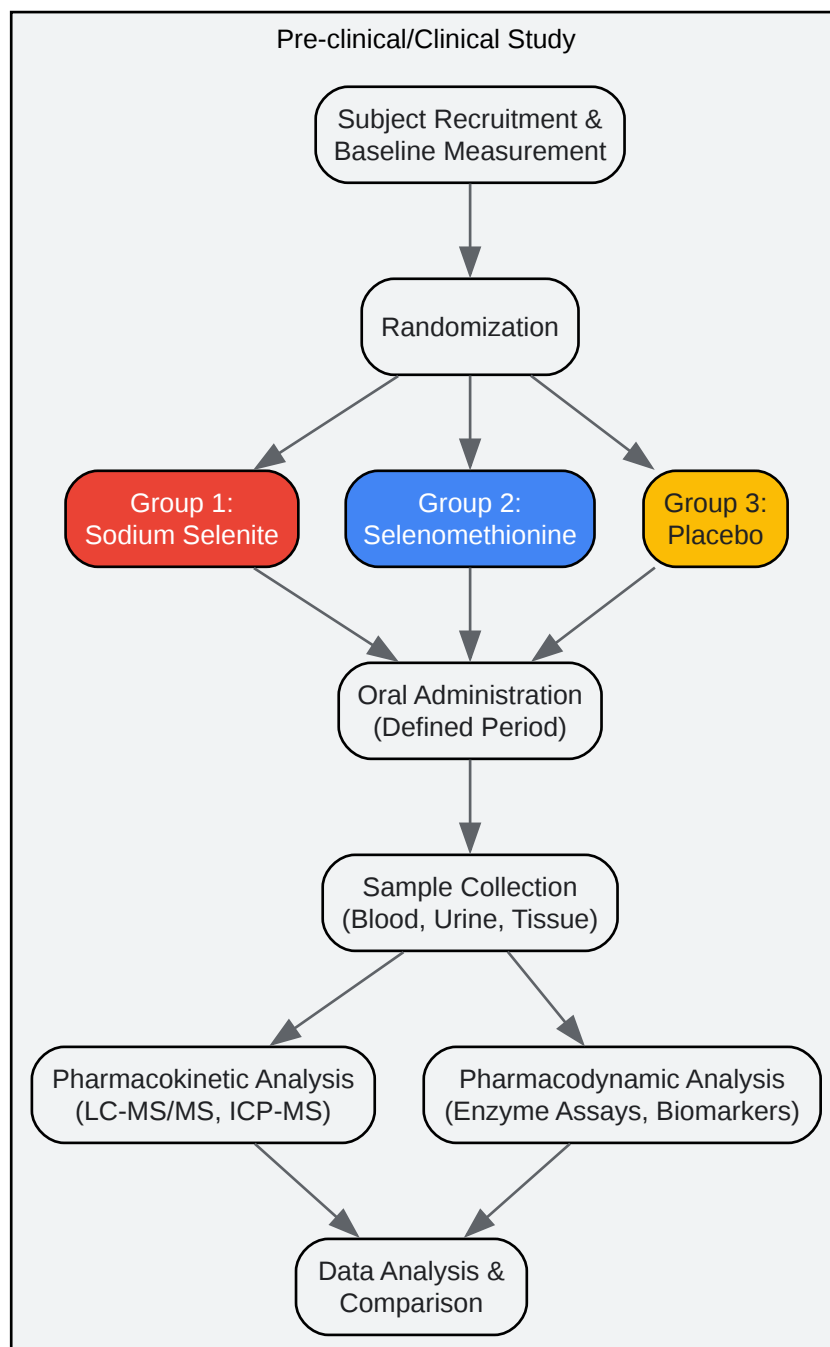 Pre-clinical/Clinical Study
Subject Recruitment &
Baseline Measurement
Randomization
Group 1:
Sodium Selenite
Group 2:
Selenomethionine
Group 3:
Placebo
Oral Administration
(Defined Period)
Sample Collection
(Blood, Urine, Tissue)
Pharmacokinetic Analysis
(LC-MS/MS, ICP-MS)
Pharmacodynamic Analysis
(Enzyme Assays, Biomarkers)
Data Analysis &
Comparison